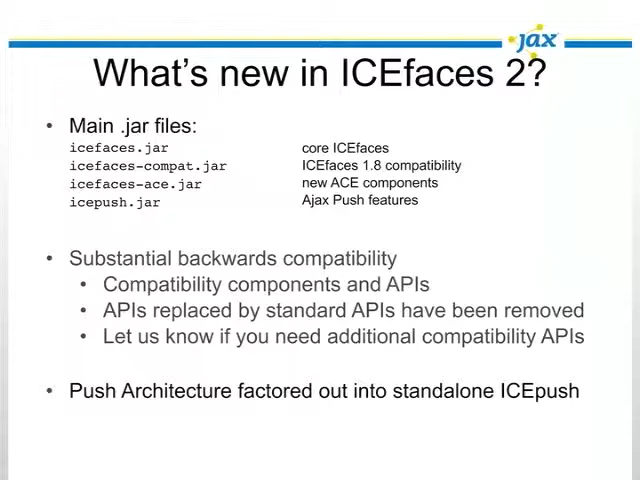 jax
What's new in ICEfaces 2?
• Main .jar files:
icefaces.jar core ICEfaces
icefaces-compat.jar ICEfaces 1.8 compatibility
icefaces-ace.jar new ACE components
icepush.jar Ajax Push features
• Substantial backwards compatibility
• Compatibility components and APIs
• APIs replaced by standard APIs have been removed
• Let us know if you need additional compatibility APIs
• Push Architecture factored out into standalone ICEpush